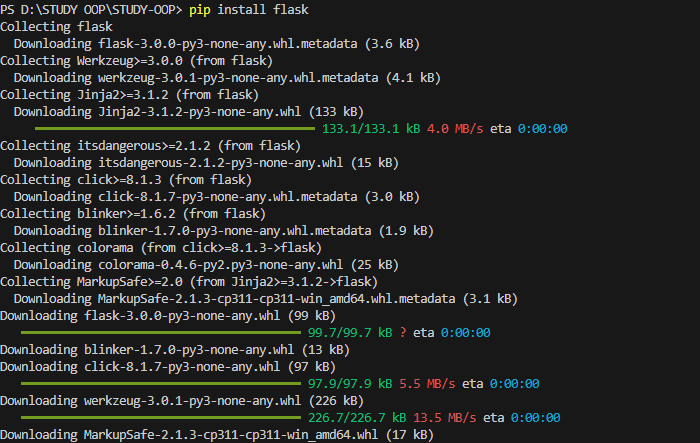 PS D:\STUDY OOP\STUDY-OOP> pip install flask
Collecting flask
Downloading flask-3.0.0-py3-none-any.whl.metadata (3.6 kB)
Collecting Werkzeug>=3.0.0 (from flask)
Downloading werkzeug-3.0.1-py3-none-any.whl.metadata (4.1 kB)
Collecting Jinja2>=3.1.2 (from flask)
Downloading Jinja2-3.1.2-py3-none-any.whl (133 kB)
133.1/133.1 kB 4.0 MB/s eta 0:00:00
Collecting itsdangerous>=2.1.2 (from flask)
Downloading itsdangerous-2.1.2-py3-none-any.whl (15 kB)
Collecting click>=8.1.3 (from flask)
Downloading click-8.1.7-py3-none-any.whl.metadata (3.0 kB)
Collecting blinker>=1.6.2 (from flask)
Downloading blinker-1.7.0-py3-none-any.whl.metadata (1.9 kB)
Collecting colorama (from click>=8.1.3->flask)
Downloading colorama-0.4.6-py2.py3-none-any.whl (25 kB)
Collecting MarkupSafe>=2.0 (from Jinja2>=3.1.2->flask)
Downloading MarkupSafe-2.1.3-cp311-cp311-win_amd64.whl.metadata (3.1 kB)
Downloading flask-3.0.0-py3-none-any.whl (99 kB)
99.7/99.7 kB ? eta 0:00:00
Downloading blinker-1.7.0-py3-none-any.whl (13 kB)
Downloading click-8.1.7-py3-none-any.whl (97 kB)
97.9/97.9 kB 5.5 MB/s eta 0:00:00
Downloading werkzeug-3.0.1-py3-none-any.whl (226 kB)
226.7/226.7 kB 13.5 MB/s eta 0:00:00
Downloading MarkupSafe-2.1.3-cp311-cp311-win_amd64.whl (17 kB)